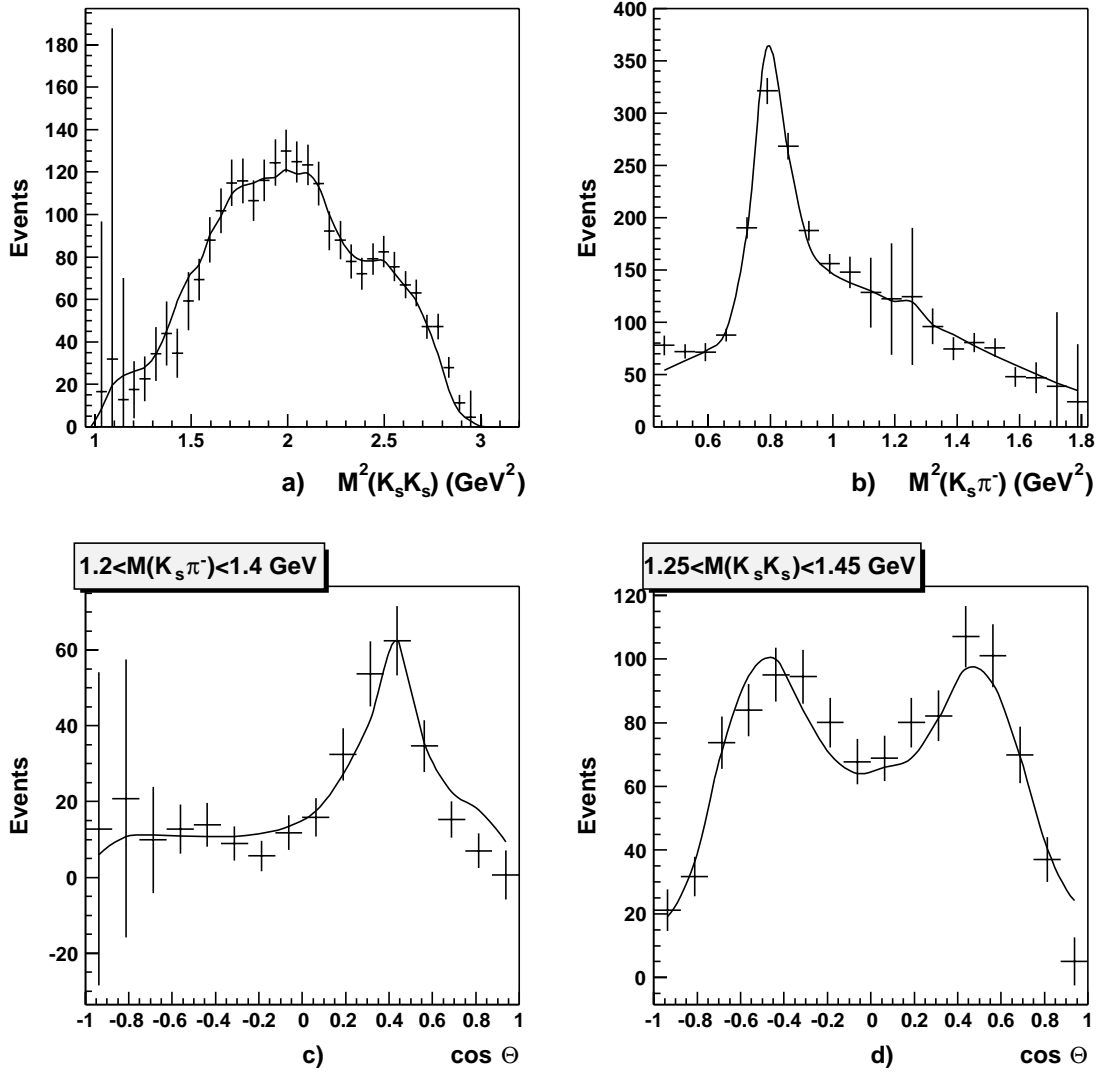 180
160
140
120
100
80
60
40
20
0
Events
1 1.5 2 2.5 3
a) M²(KₛKₛ) (GeV²)
400
350
300
250
200
150
100
50
0
Events
0.6 0.8 1 1.2 1.4 1.6 1.8
b) M²(Kₛπ⁻) (GeV²)
1.2<M(Kₛπ⁻)<1.4 GeV
60
40
20
0
-20
Events
-1 -0.8 -0.6 -0.4 -0.2 0 0.2 0.4 0.6 0.8 1
c) cos Θ
1.25<M(KₛKₛ)<1.45 GeV
120
100
80
60
40
20
0
Events
-1 -0.8 -0.6 -0.4 -0.2 0 0.2 0.4 0.6 0.8 1
d) cos Θ